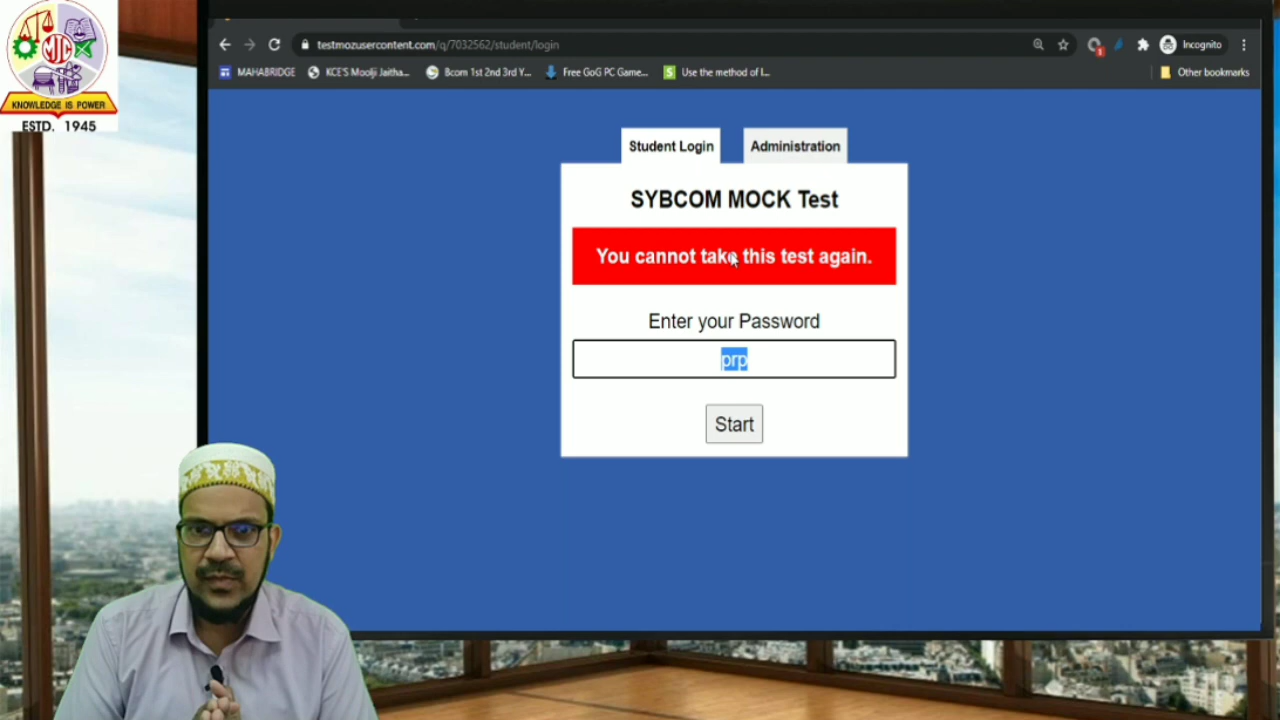 MJC
KNOWLEDGE IS POWER
ESTD. 1945
testmozusercontent.com/q/7032562/student/login
Incognito
MAHABRIDGE
KCE'S Moolji Jaitha...
Bcom 1st 2nd 3rd Y...
Free GoG PC Game...
Use the method of l...
Other bookmarks
Student Login
Administration
SYBCOM MOCK Test
You cannot take this test again.
Enter your Password
prp
Start